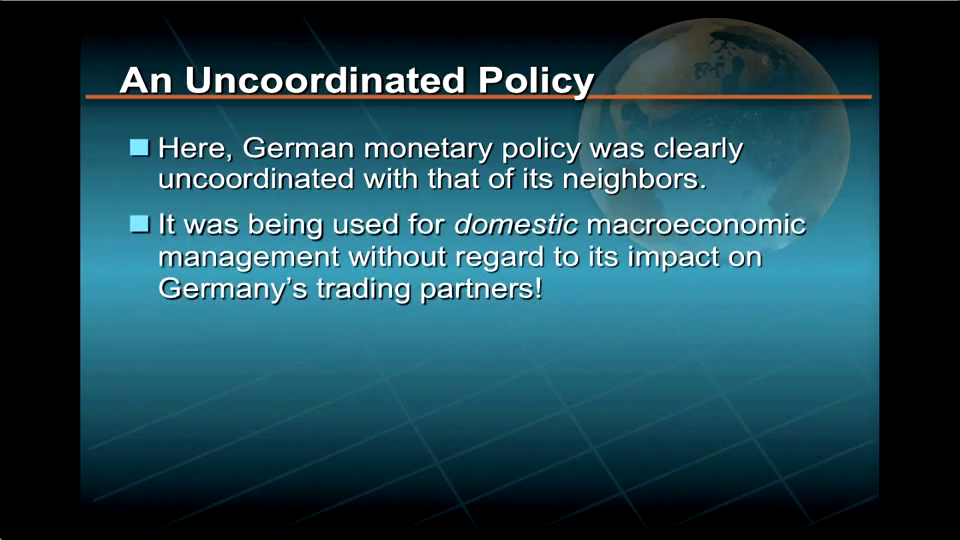 An Uncoordinated Policy
Here, German monetary policy was clearly
uncoordinated with that of its neighbors.
It was being used for domestic macroeconomic
management without regard to its impact on
Germany’s trading partners!